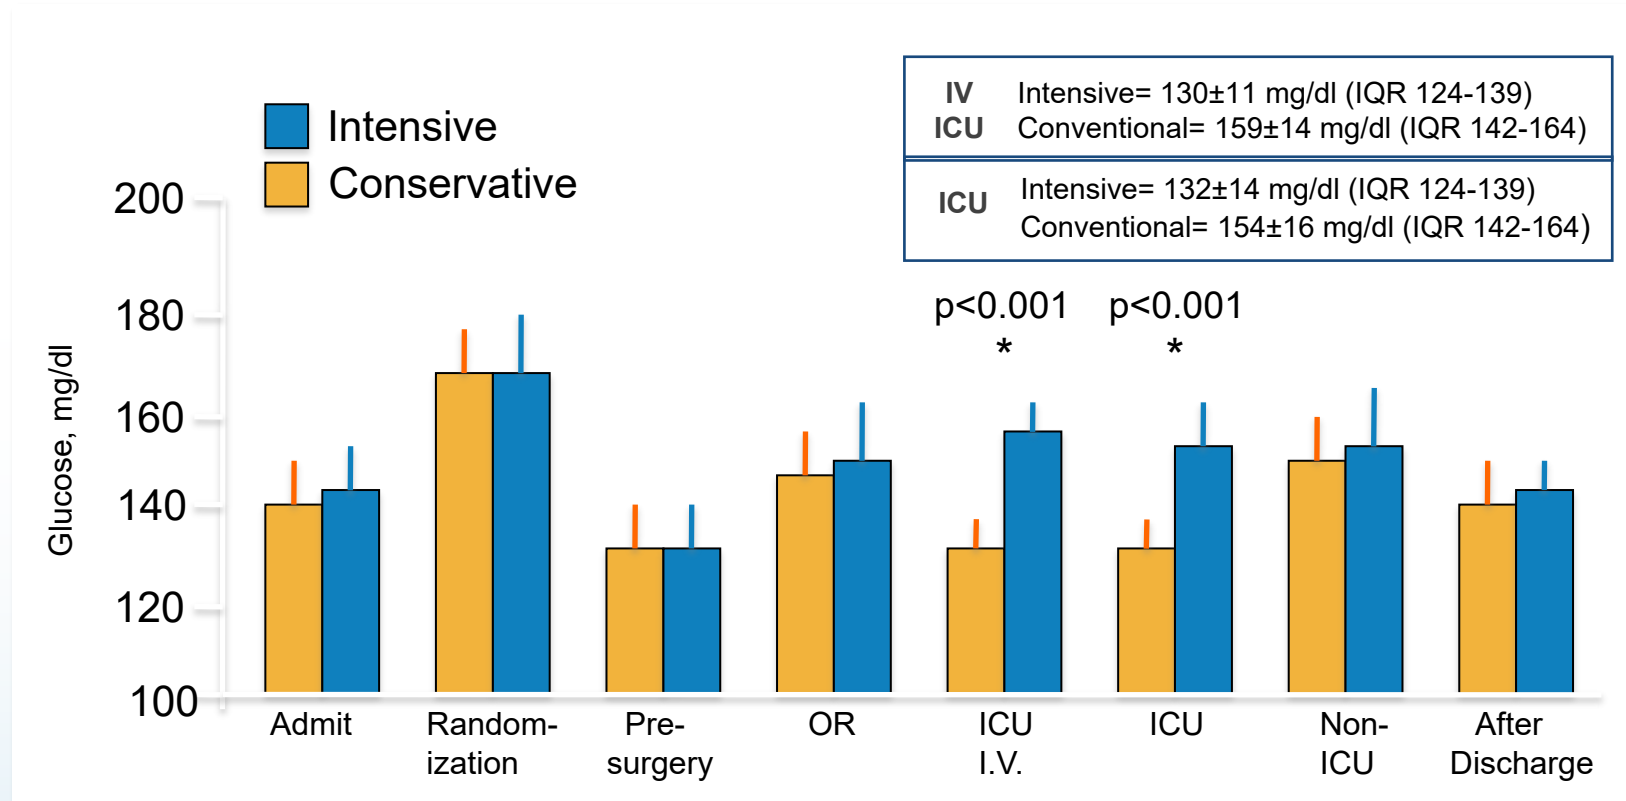 IV Intensive= 130±11 mg/dl (IQR 124-139)
ICU Conventional= 159±14 mg/dl (IQR 142-164)
ICU
Intensive= 132±14 mg/dl (IQR 124-139)
Conventional= 154±16 mg/dl (IQR 142-164)
Intensive
Conservative
p<0.001 p<0.001
* *
Glucose, mg/dl
200
180
160
140
120
100
Admit
Random-
ization
Pre-
surgery
OR
ICU
I.V.
ICU
Non-
ICU
After
Discharge